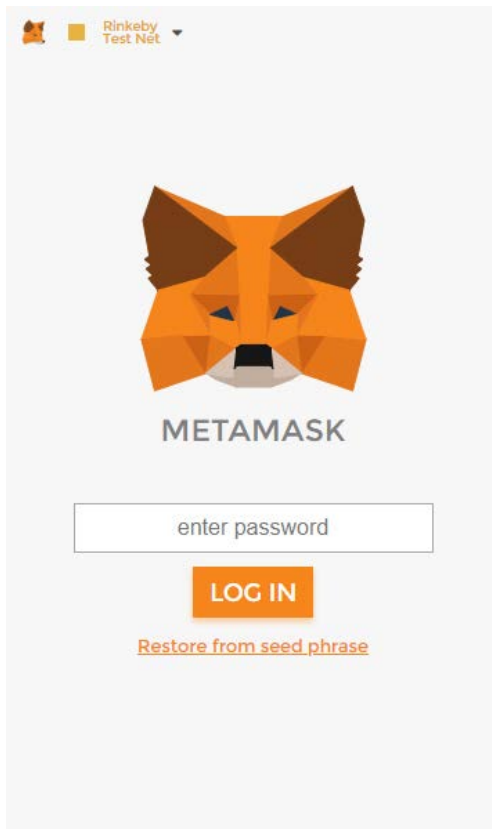 Rinkeby
Test Net
METAMASK
enter password
LOG IN
Restore from seed phrase